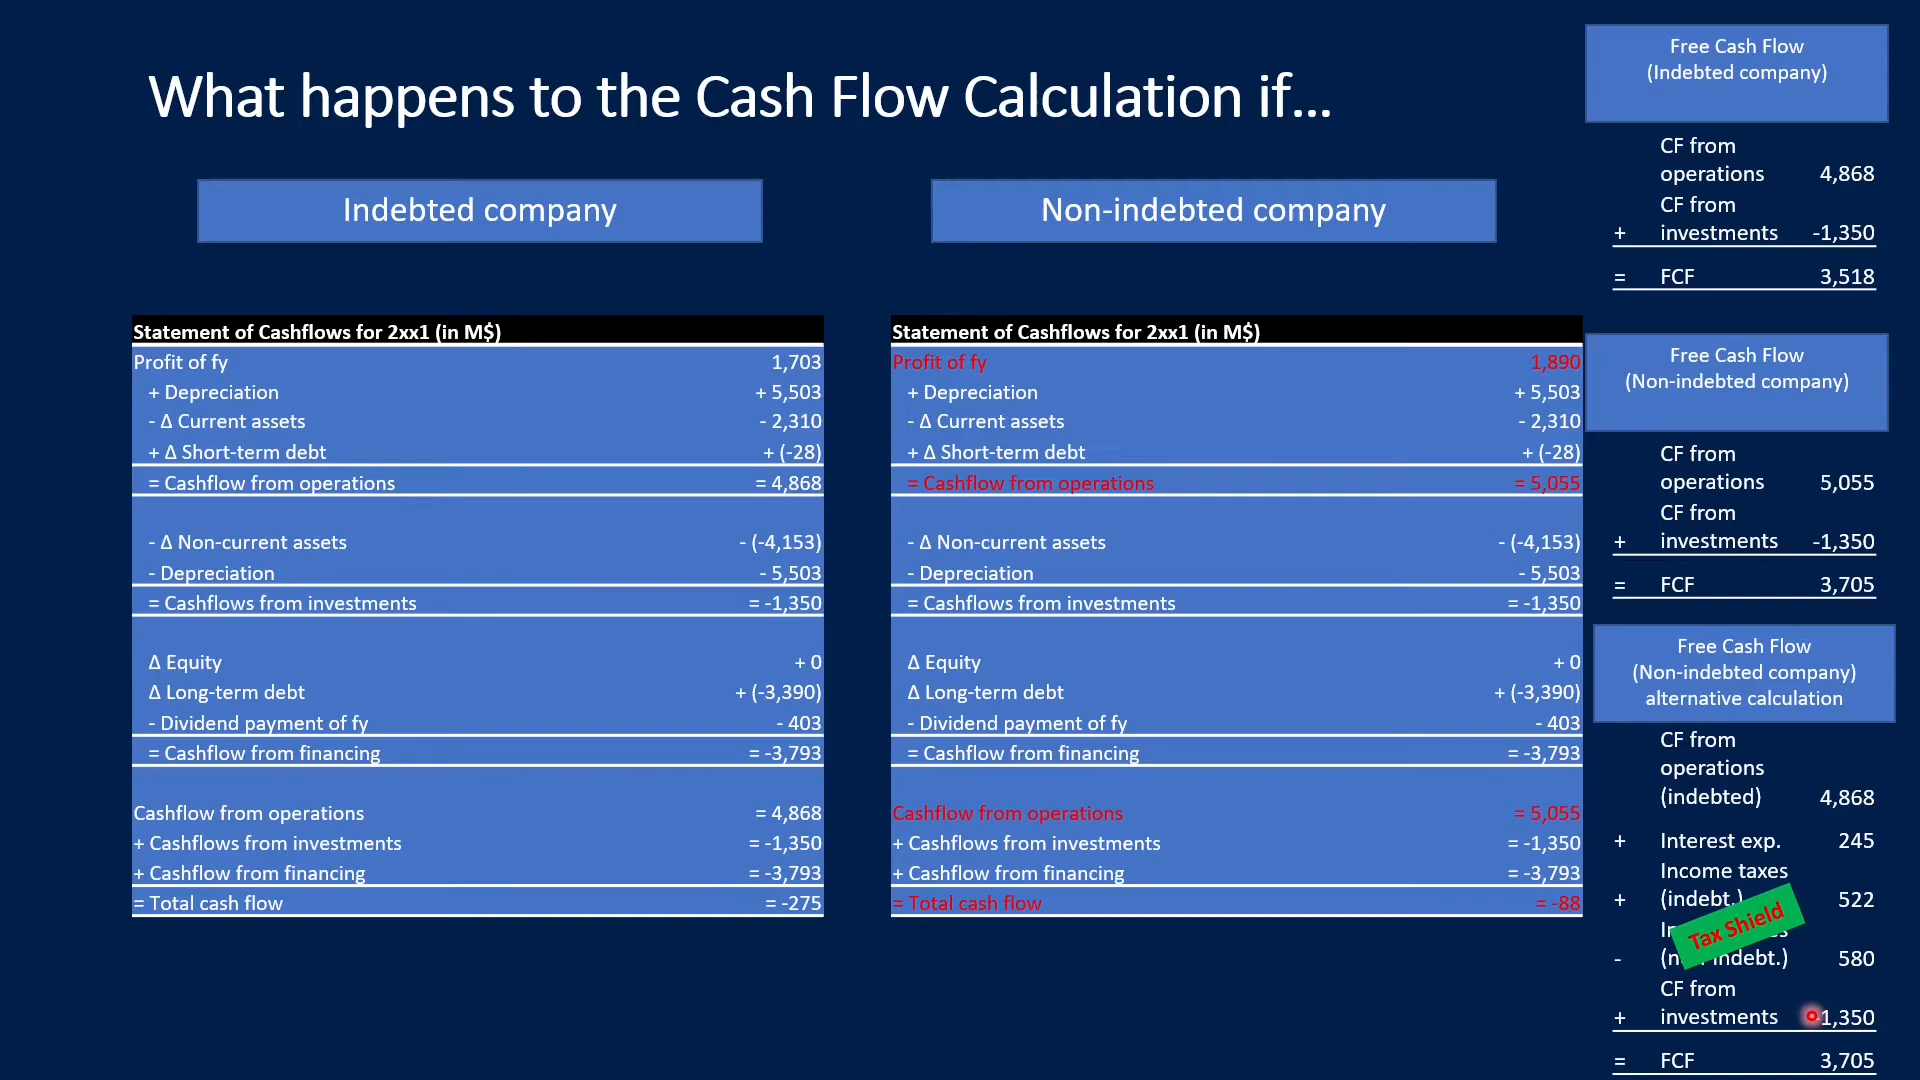 What happens to the Cash Flow Calculation if...
Indebted company
Statement of Cashflows for 2xx1 (in M$)
Profit of fy 1,703
+ Depreciation + 5,503
- Δ Current assets - 2,310
+ Δ Short-term debt + (-28)
= Cashflow from operations = 4,868
- Δ Non-current assets - (-4,153)
- Depreciation - 5,503
= Cashflows from investments = -1,350
Δ Equity + 0
Δ Long-term debt + (-3,390)
- Dividend payment of fy - 403
= Cashflow from financing = -3,793
Cashflow from operations = 4,868
+ Cashflows from investments = -1,350
+ Cashflow from financing = -3,793
= Total cash flow = -275
Non-indebted company
Statement of Cashflows for 2xx1 (in M$)
Profit of fy 1,890
+ Depreciation + 5,503
- Δ Current assets - 2,310
+ Δ Short-term debt + (-28)
= Cashflow from operations = 5,055
- Δ Non-current assets - (-4,153)
- Depreciation - 5,503
= Cashflows from investments = -1,350
Δ Equity + 0
Δ Long-term debt + (-3,390)
- Dividend payment of fy - 403
= Cashflow from financing = -3,793
Cashflow from operations = 5,055
+ Cashflows from investments = -1,350
+ Cashflow from financing = -3,793
= Total cash flow = -88
Free Cash Flow
(Indebted company)
CF from
operations 4,868
CF from
+ investments -1,350
= FCF 3,518
Free Cash Flow
(Non-indebted company)
CF from
operations 5,055
CF from
+ investments -1,350
= FCF 3,705
Free Cash Flow
(Non-indebted company)
alternative calculation
CF from
operations
(indebted) 4,868
+ Interest exp. 245
Income taxes
+ (indebt.) 522
Tax Shield
- indebt.) 580
CF from
+ investments -1,350
= FCF 3,705